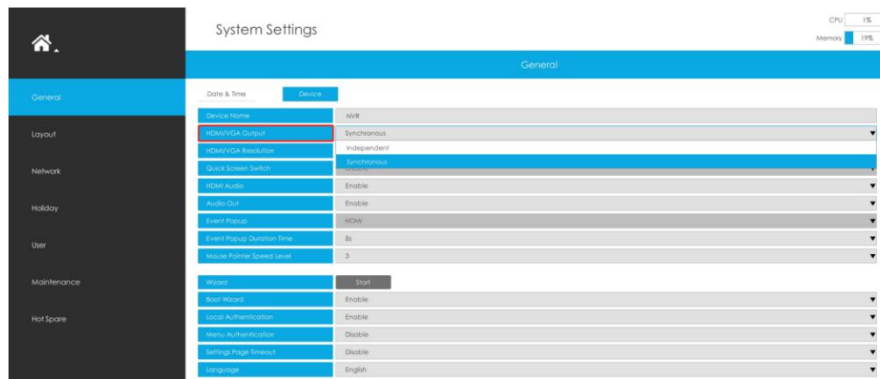 System Settings
CPU 1%
Memory 19%
General
General
Layout
Network
Holiday
User
Maintenance
Hot Spare
Date & Time Device
Device Name NVR
HDMI/VGA Output Synchronous
Independent
Synchronous
HDMI/VGA Resolution
Quick Screen Switch
HDMI Audio Enable
Audio Out Enable
Event Popup HDMI
Event Popup Duration Time 8s
Mouse Pointer Speed Level 3
Wizard Start
Boot Wizard Enable
Local Authentication Enable
Menu Authentication Disable
Settings Page Timeout Disable
Language English